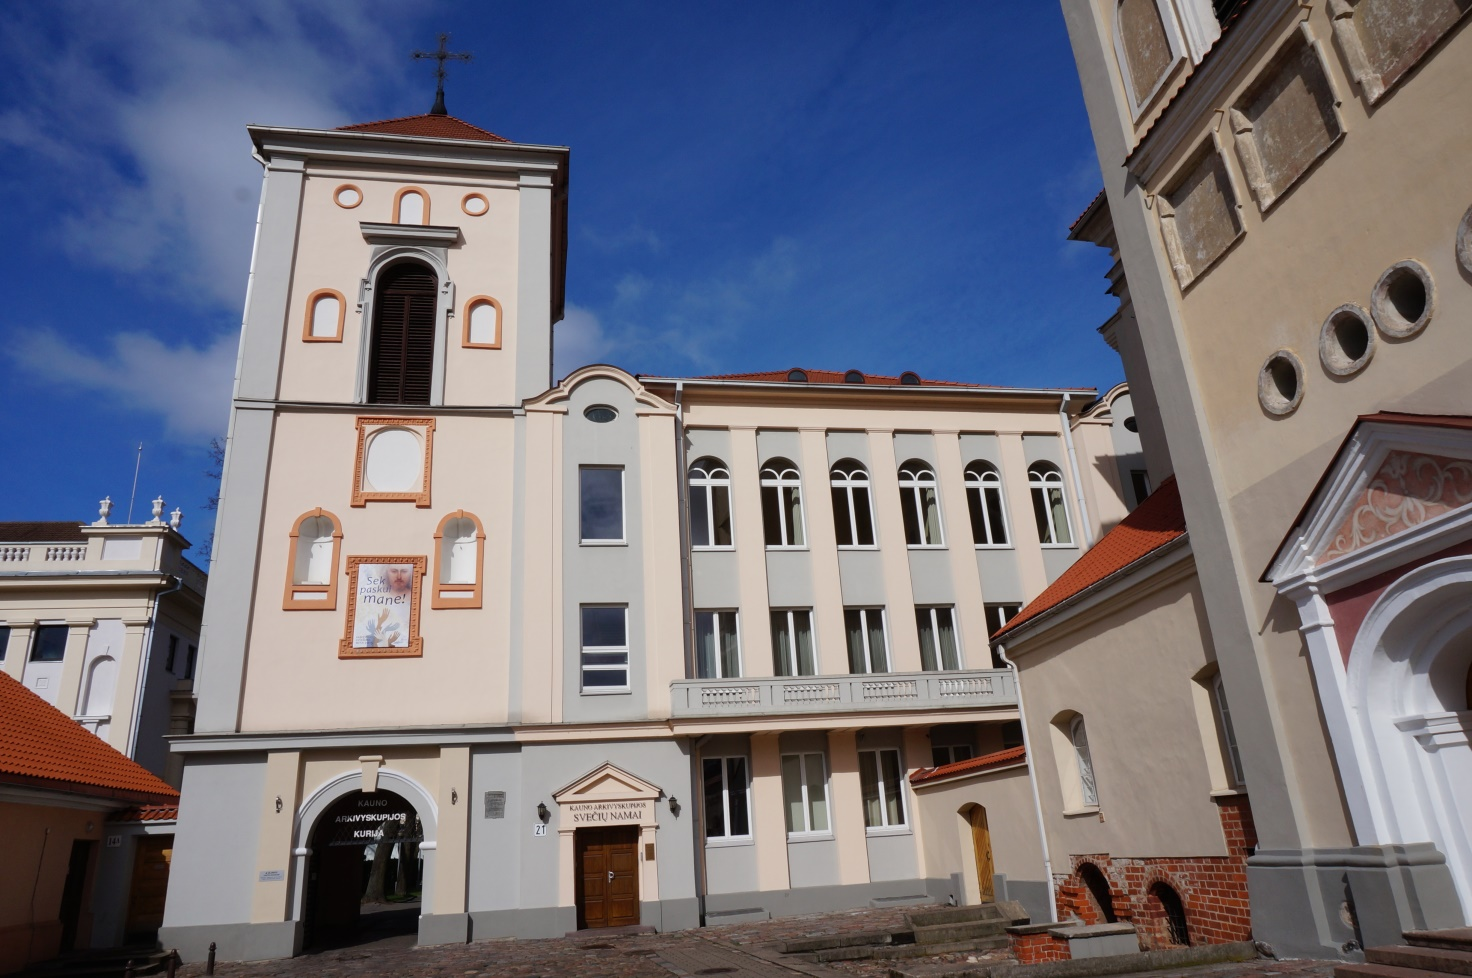 Sek
paskui
mane!
KAUNO
ARKIVYSKUPIJOS
KURIJA
KAUNO ARKIVYSKUPIJOS
SVEČIŲ NAMAI
21